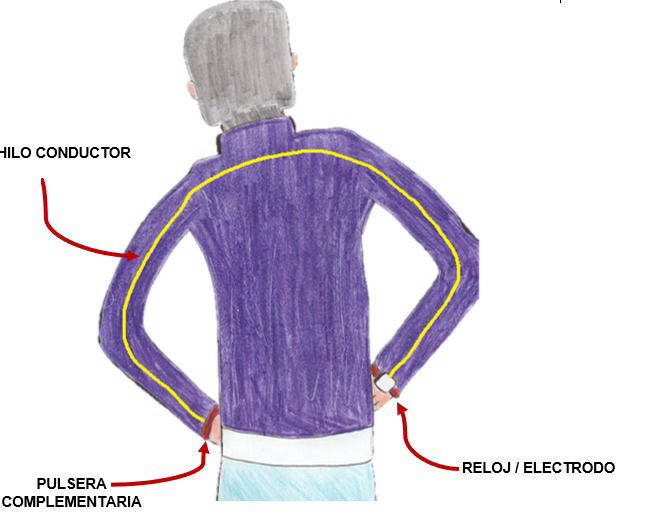 HILO CONDUCTOR
RELOJ / ELECTRODO
PULSERA
COMPLEMENTARIA